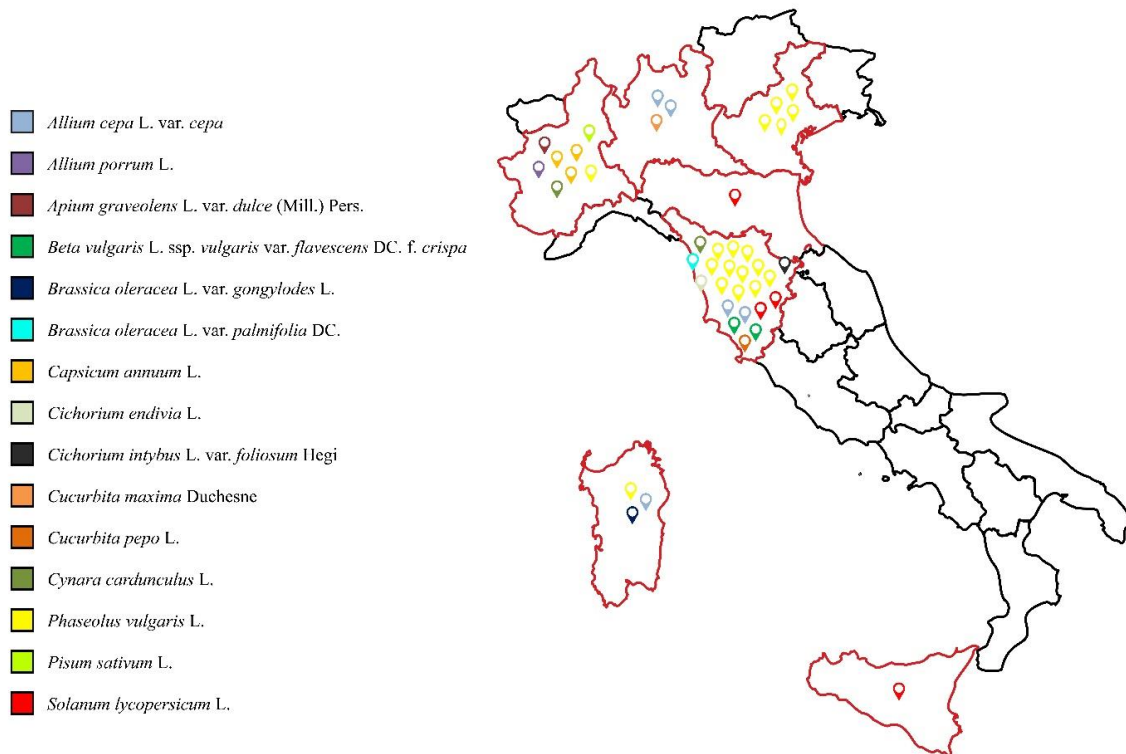 Allium cepa L. var. cepa
Allium porrum L.
Apium graveolens L. var. dulce (Mill.) Pers.
Beta vulgaris L. ssp. vulgaris var. flavescens DC. f. crispa
Brassica oleracea L. var. gongylodes L.
Brassica oleracea L. var. palmifolia DC.
Capsicum annuum L.
Cichorium endivia L.
Cichorium intybus L. var. foliosum Hegi
Cucurbita maxima Duchesne
Cucurbita pepo L.
Cynara cardunculus L.
Phaseolus vulgaris L.
Pisum sativum L.
Solanum lycopersicum L.